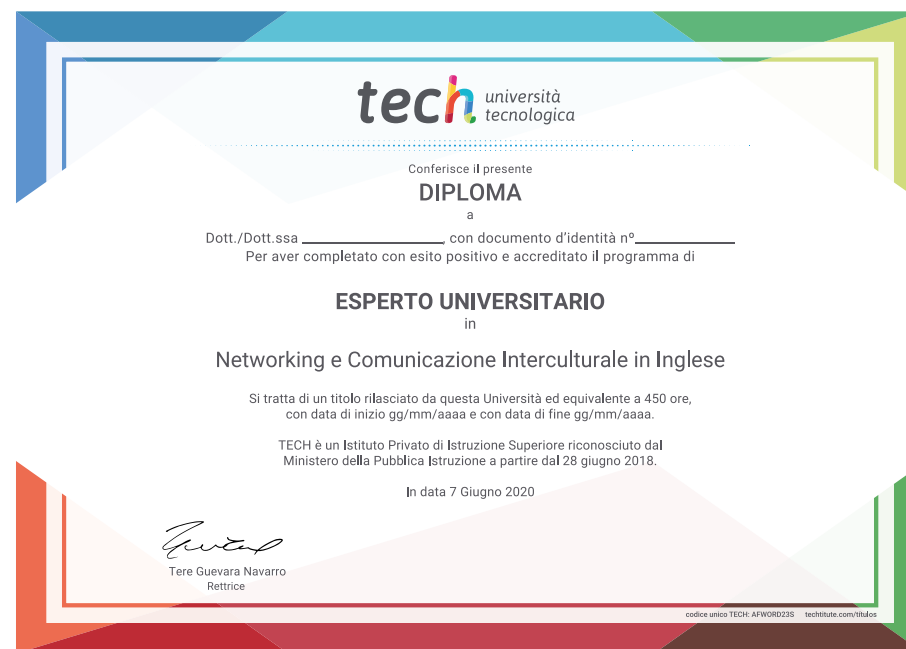 tech università
tecnologica
Conferisce il presente
DIPLOMA
a
Dott./Dott.ssa ____________________, con documento d'identità nº______________
Per aver completato con esito positivo e accreditato il programma di
ESPERTO UNIVERSITARIO
in
Networking e Comunicazione Interculturale in Inglese
Si tratta di un titolo rilasciato da questa Università ed equivalente a 450 ore,
con data di inizio gg/mm/aaaa e con data di fine gg/mm/aaaa.
TECH è un Istituto Privato di Istruzione Superiore riconosciuto dal
Ministero della Pubblica Istruzione a partire dal 28 giugno 2018.
In data 7 Giugno 2020
Tere Guevara Navarro
Rettrice
codice unico TECH: AFWORD23S techtitute.com/titulos